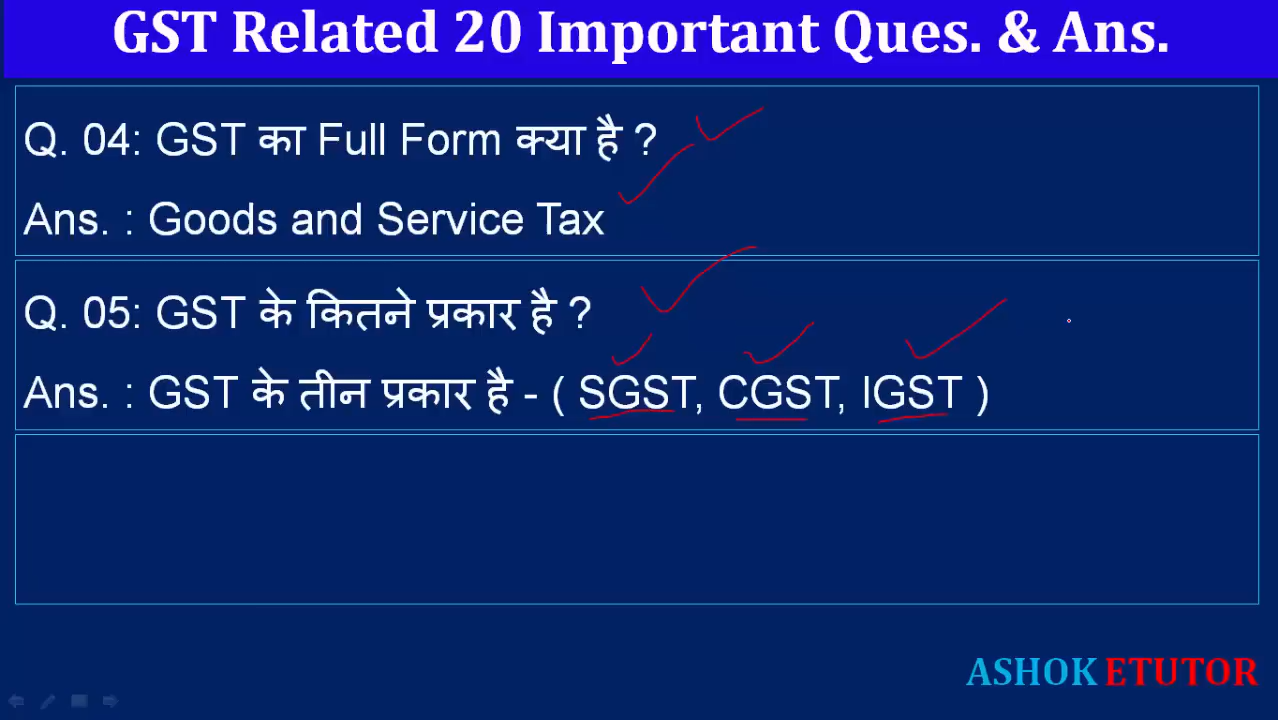 GST Related 20 Important Ques. & Ans.
Q. 04: GST का Full Form क्या है ?
Ans. : Goods and Service Tax
Q. 05: GST के कितने प्रकार है ?
Ans. : GST के तीन प्रकार है - ( SGST, CGST, IGST )
ASHOK ETUTOR